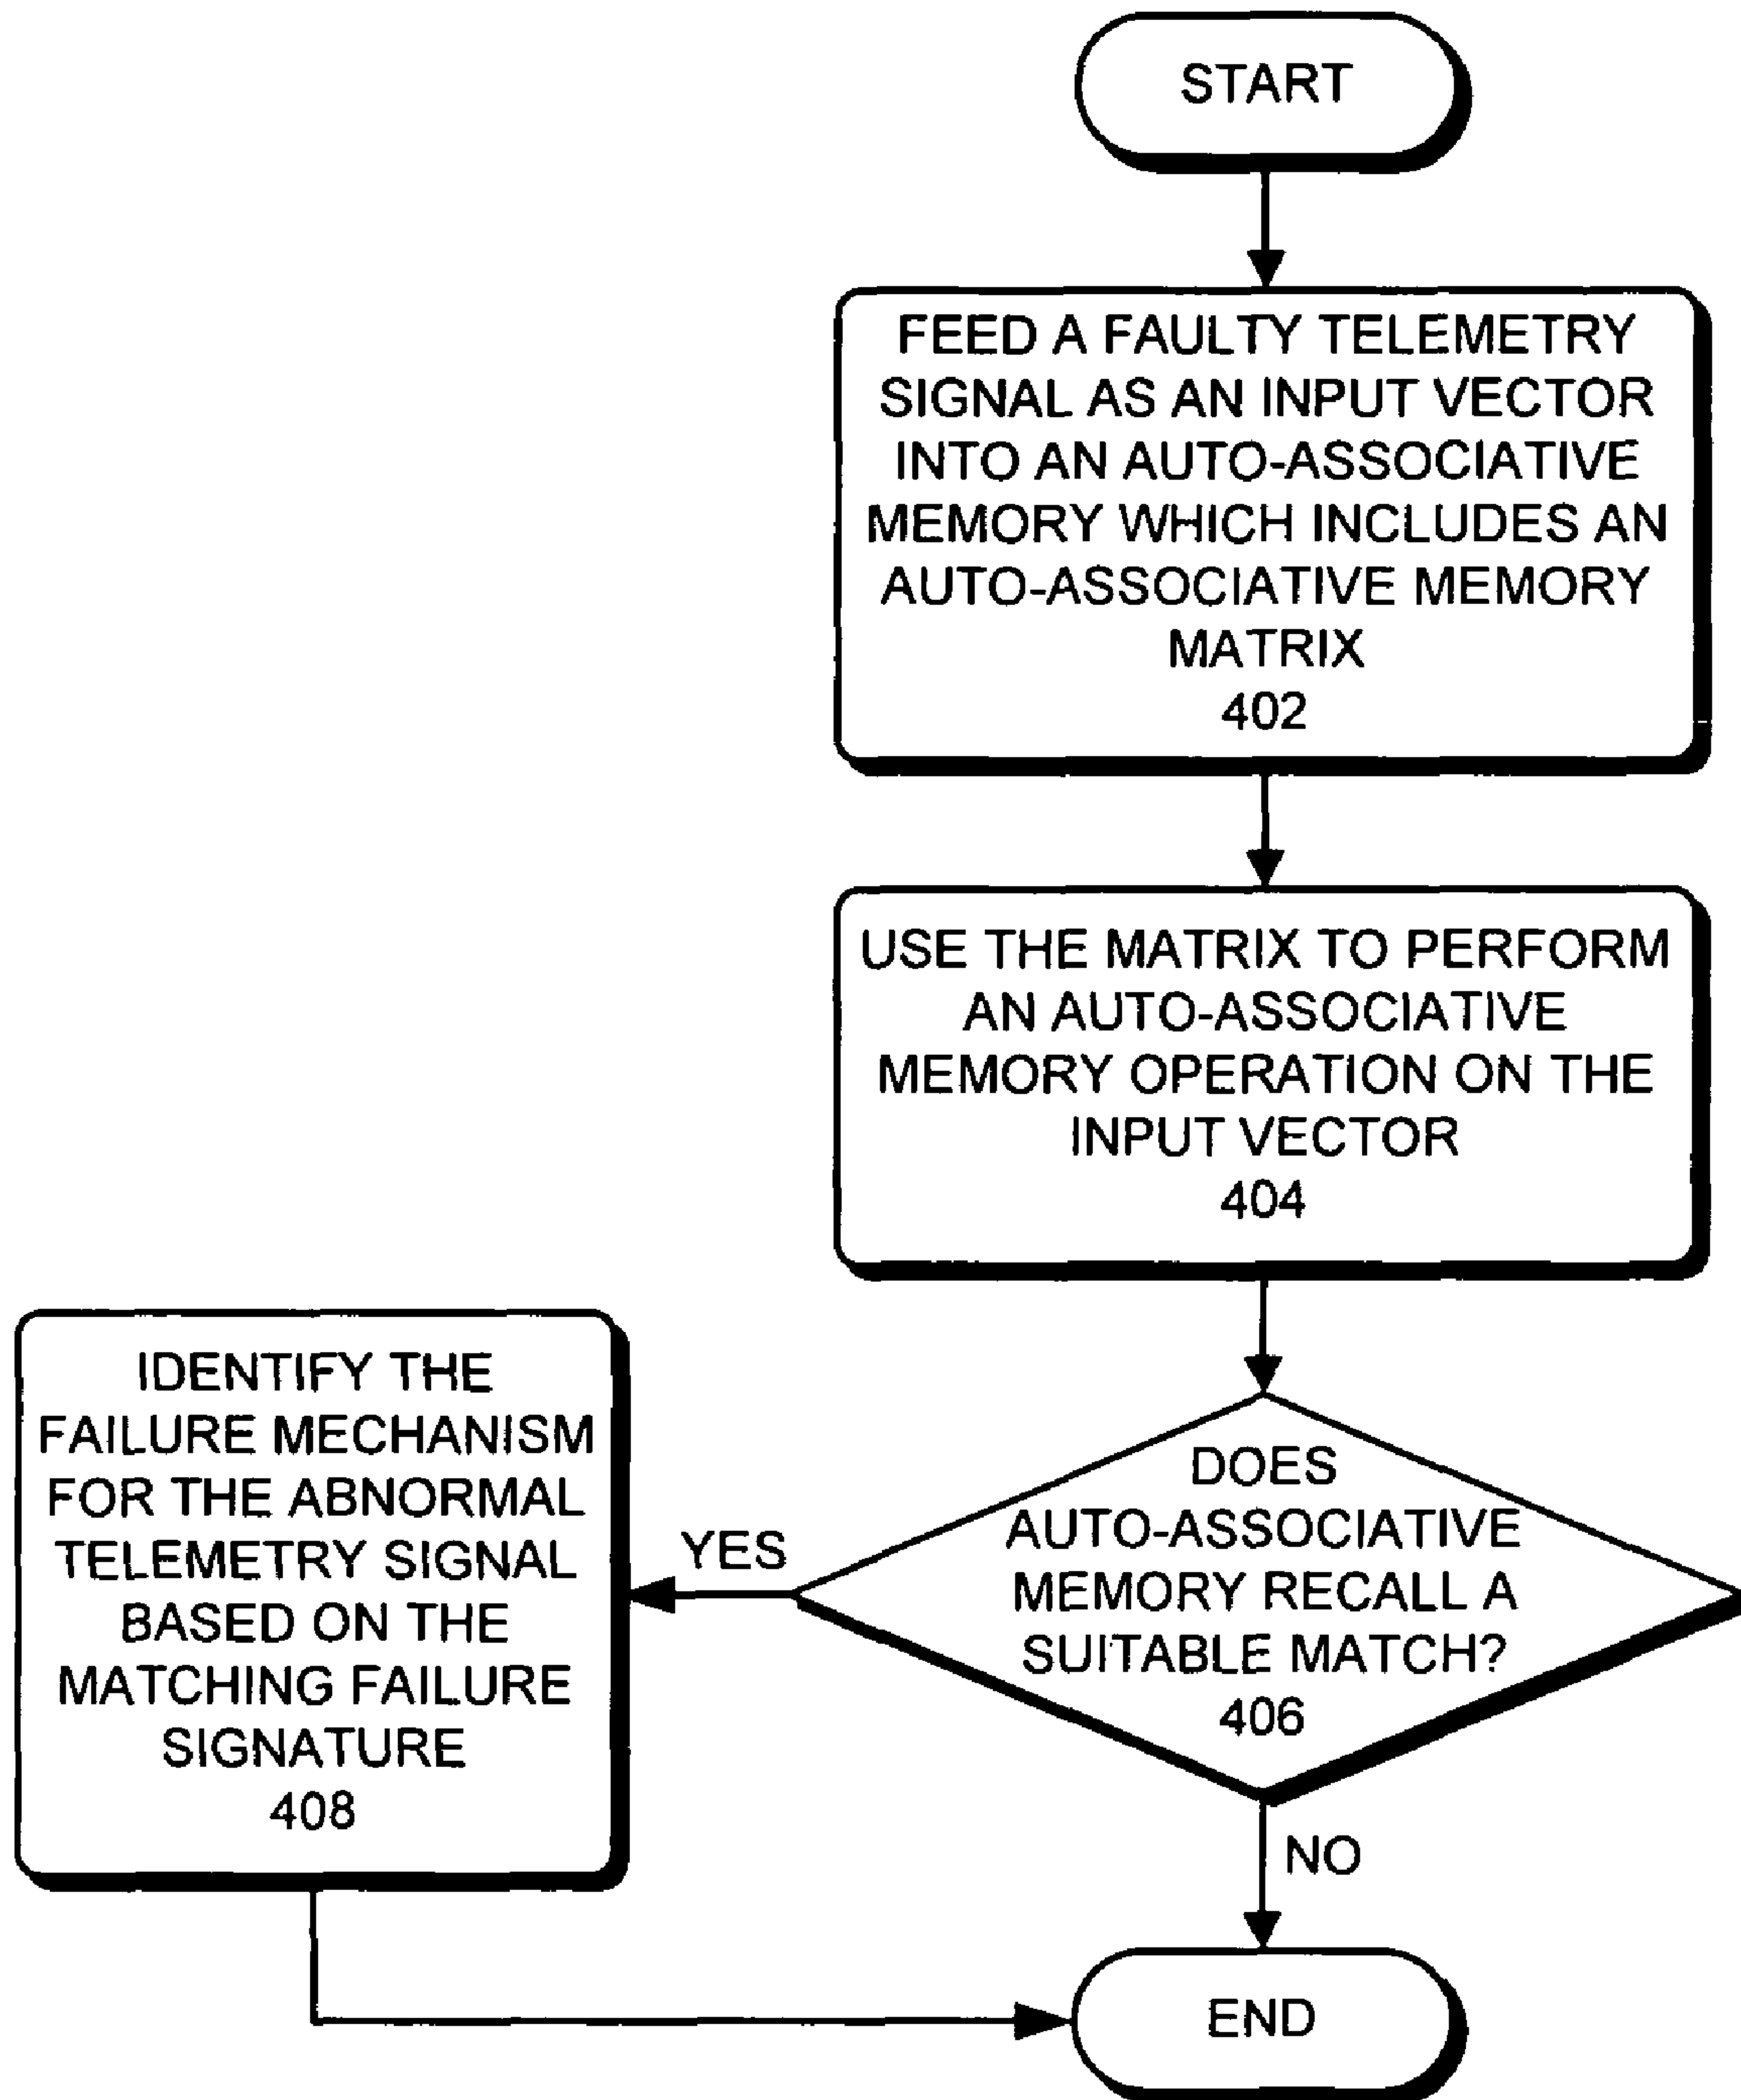 START
FEED A FAULTY TELEMETRY
SIGNAL AS AN INPUT VECTOR
INTO AN AUTO-ASSOCIATIVE
MEMORY WHICH INCLUDES AN
AUTO-ASSOCIATIVE MEMORY
MATRIX
402
USE THE MATRIX TO PERFORM
AN AUTO-ASSOCIATIVE
MEMORY OPERATION ON THE
INPUT VECTOR
404
DOES
AUTO-ASSOCIATIVE
MEMORY RECALL A
SUITABLE MATCH?
406
YES
IDENTIFY THE
FAILURE MECHANISM
FOR THE ABNORMAL
TELEMETRY SIGNAL
BASED ON THE
MATCHING FAILURE
SIGNATURE
408
NO
END